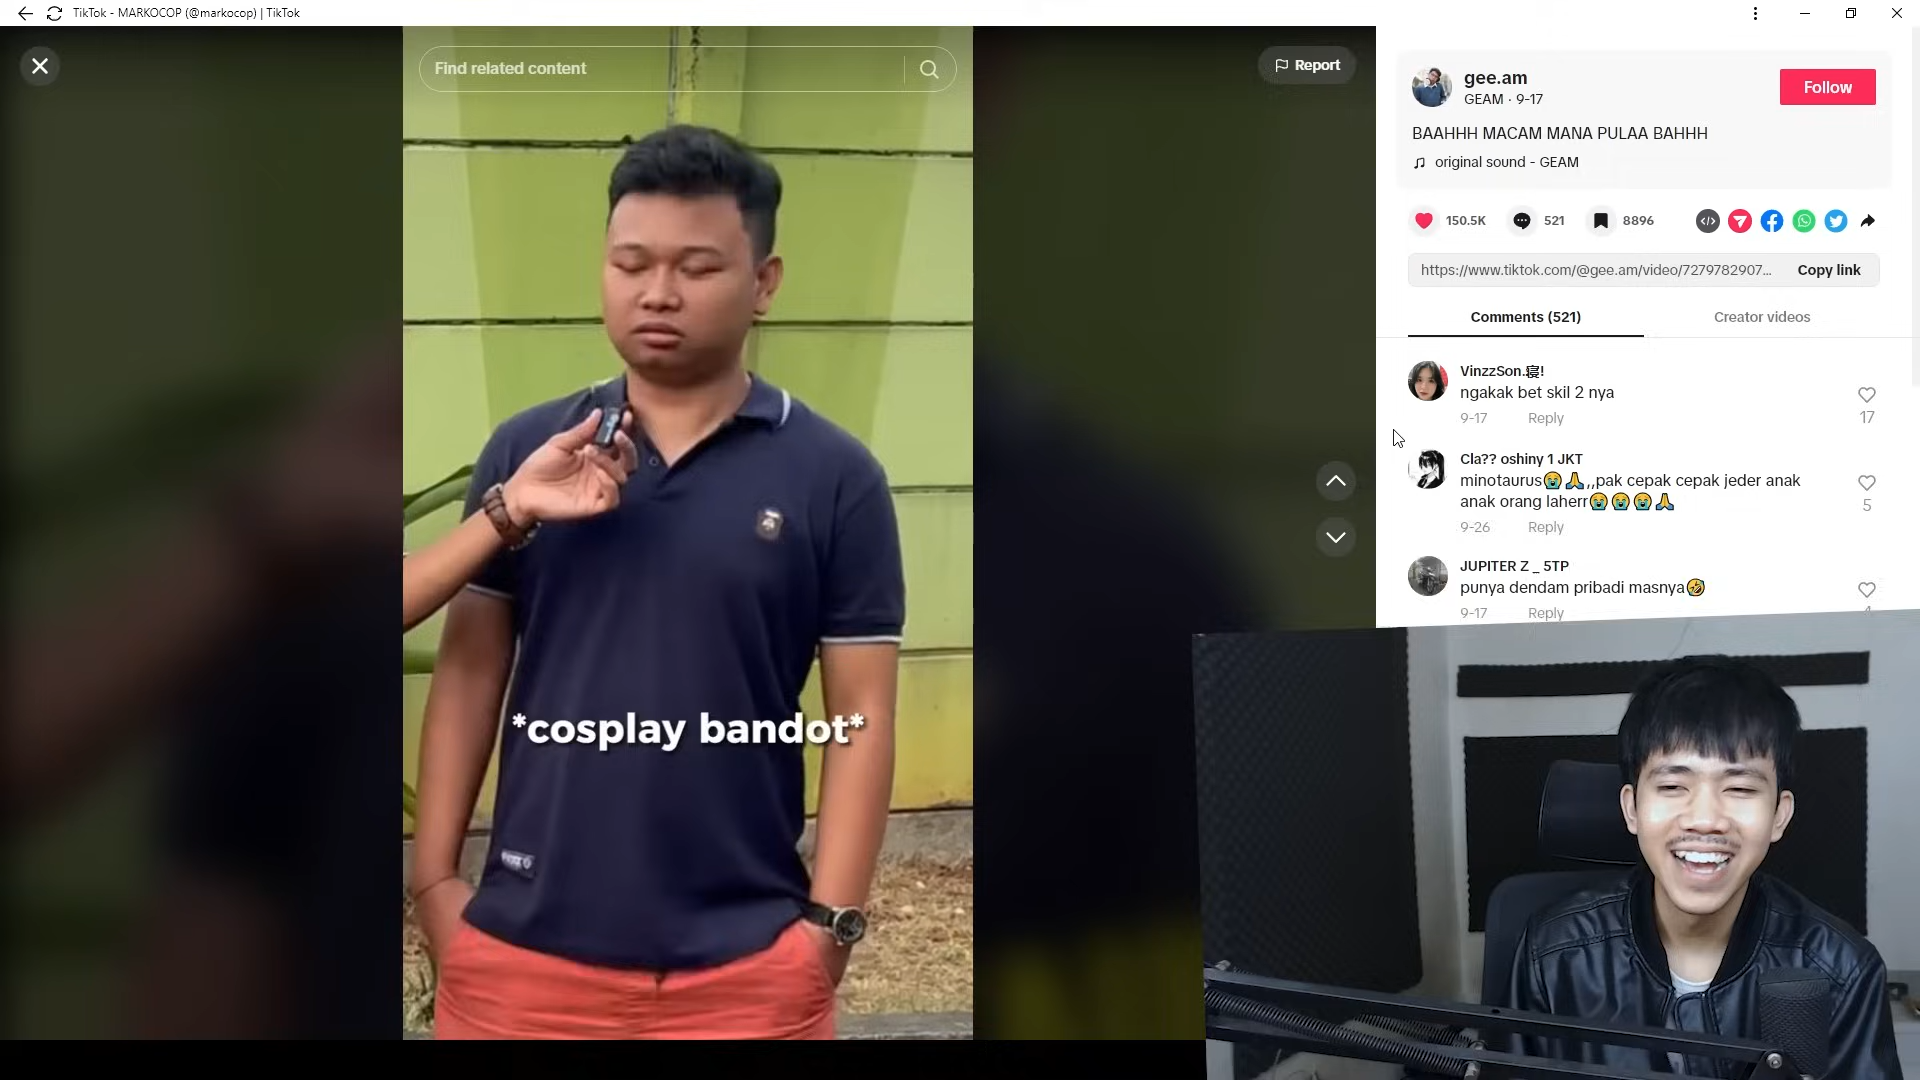 TikTok - MARKOCOP (@markocop) | TikTok
Find related content
Report
*cosplay bandot*
gee.am
GEAM · 9-17
Follow
BAAHHH MACAM MANA PULAA BAHHH
original sound - GEAM
150.5K
521
8896
https://www.tiktok.com/@gee.am/video/7279782907...
Copy link
Comments (521)
Creator videos
VinzzSon.寝!
ngakak bet skil 2 nya
9-17 Reply
17
Cla?? oshiny 1 JKT
minotaurus😭🙏,,pak cepak cepak jeder anak
anak orang laherr😭😭😭🙏
9-26 Reply
5
JUPITER Z _ 5TP
punya dendam pribadi masnya🤣
9-17 Reply